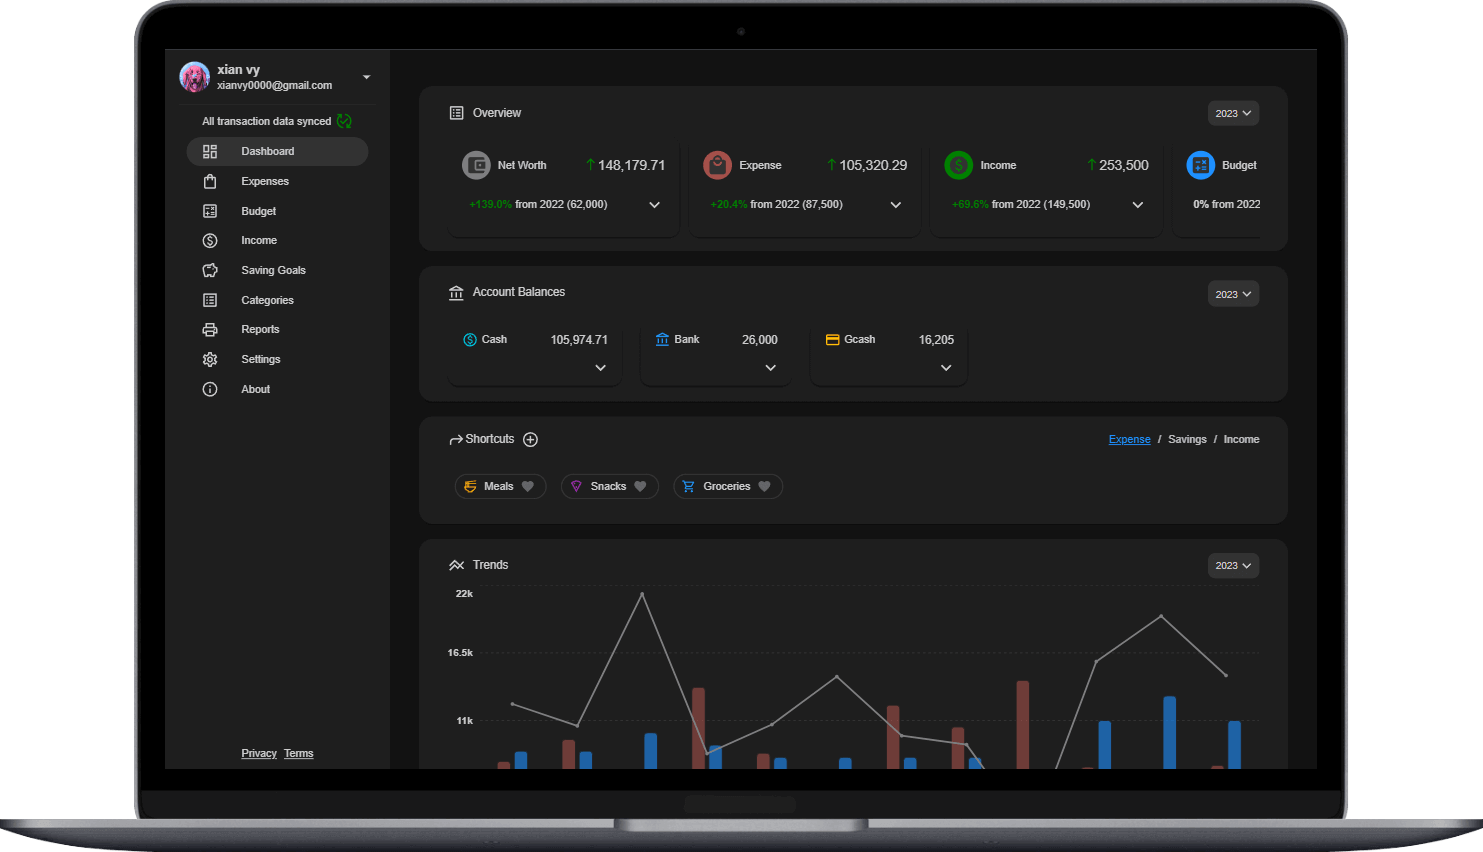 xian vy
xianvy0000@gmail.com
All transaction data synced
Dashboard
Expenses
Budget
Income
Saving Goals
Categories
Reports
Settings
About
Privacy Terms
Overview
2023
Net Worth ↑ 148,179.71
+139.0% from 2022 (62,000)
Expense ↑ 105,320.29
+20.4% from 2022 (87,500)
Income ↑ 253,500
+69.6% from 2022 (149,500)
Budget
0% from 2022
Account Balances
2023
Cash 105,974.71
Bank 26,000
Gcash 16,205
Shortcuts
Expense / Savings / Income
Meals
Snacks
Groceries
Trends
2023
22k
16.5k
11k